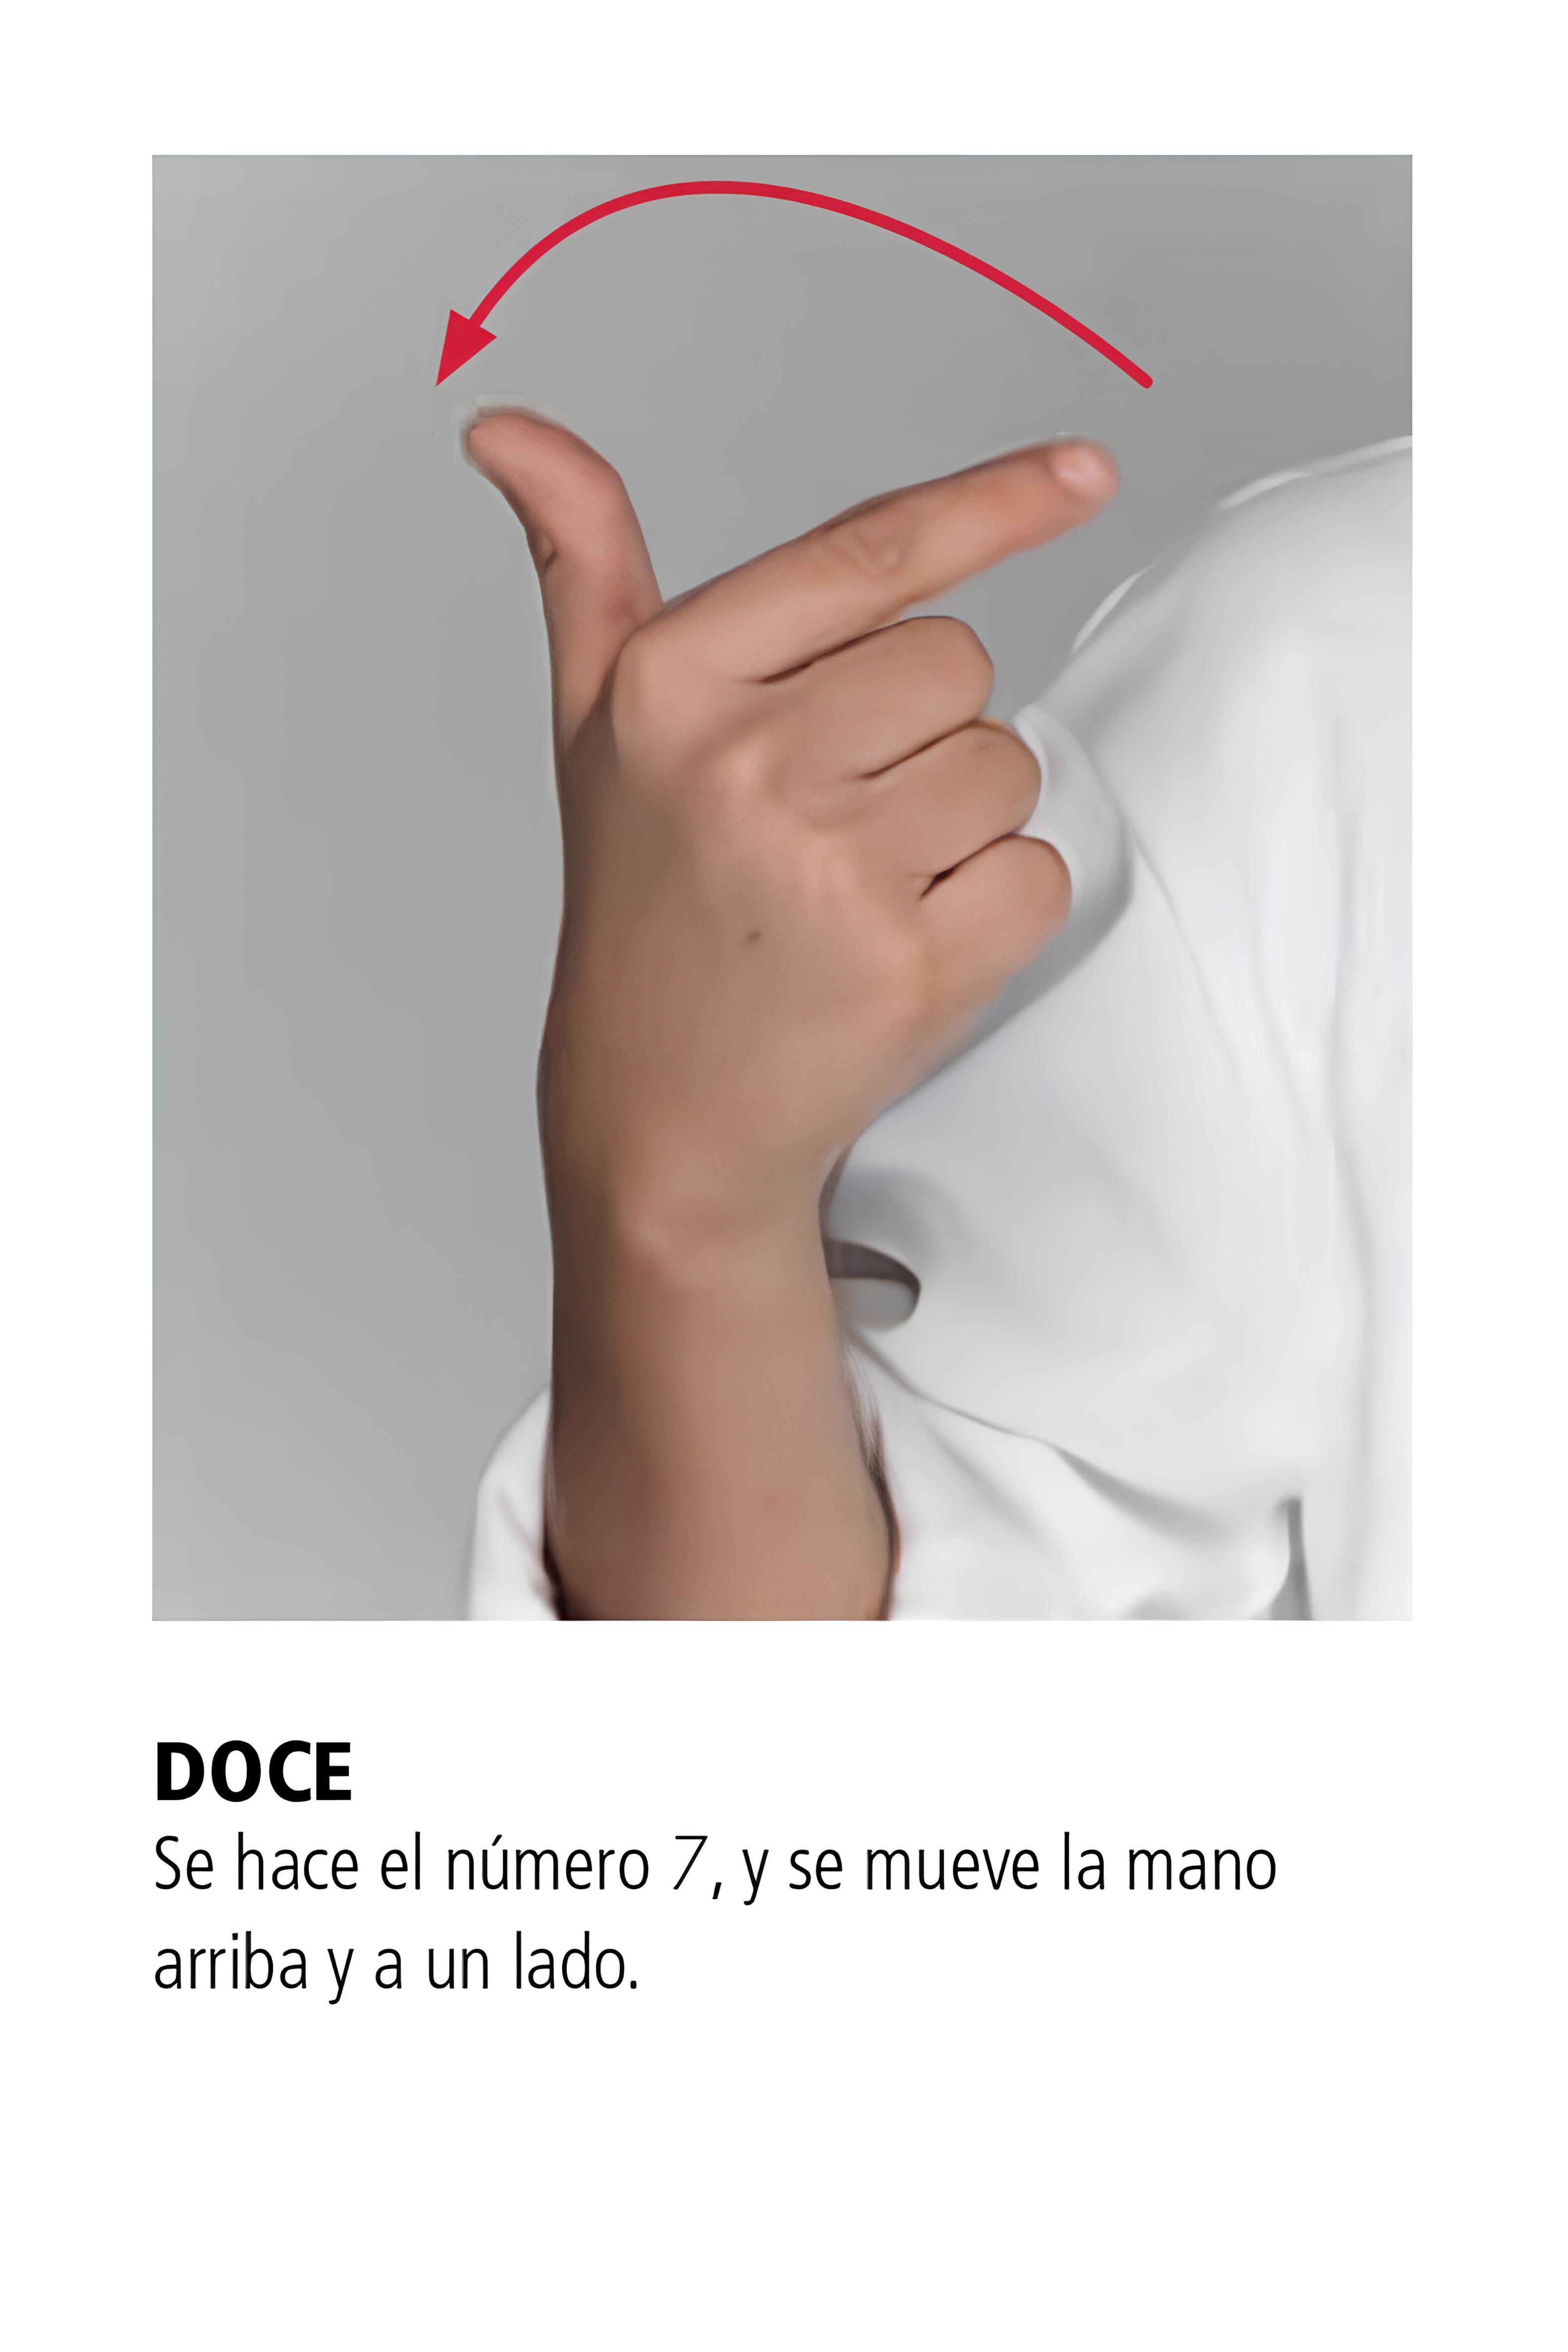 DOCE
Se hace el número 7, y se mueve la mano
arriba y a un lado.